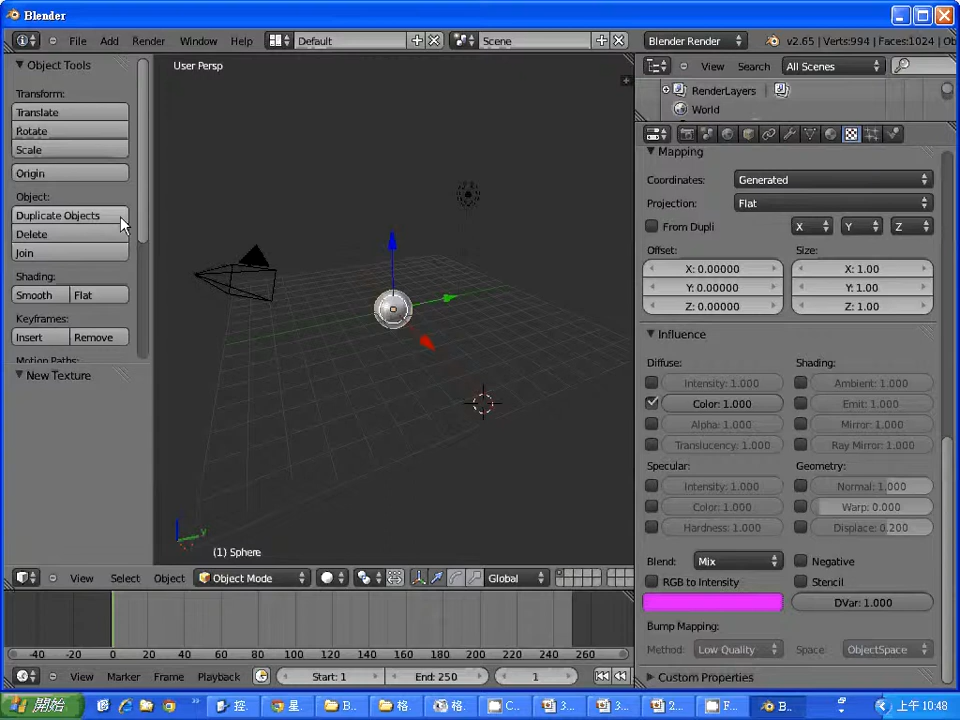 Blender
File Add Render Window Help Default Scene Blender Render v2.65 | Verts:994 | Faces:1024 | O
Object Tools
Transform:
Translate
Rotate
Scale
Origin
Object:
Duplicate Objects
Delete
Join
Shading:
Smooth Flat
Keyframes:
Insert Remove
Motion Paths:
New Texture
User Persp
(1) Sphere
View Select Object Object Mode Global
-40 -20 0 20 40 60 80 100 120 140 160 180 200 220 240 260
View Marker Frame Playback Start: 1 End: 250 1
View Search All Scenes
RenderLayers
World
Mapping
Coordinates: Generated
Projection: Flat
From Dupli X Y Z
Offset: Size:
X: 0.00000 X: 1.00
Y: 0.00000 Y: 1.00
Z: 0.00000 Z: 1.00
Influence
Diffuse: Shading:
Intensity: 1.000 Ambient: 1.000
Color: 1.000 Emit: 1.000
Alpha: 1.000 Mirror: 1.000
Translucency: 1.000 Ray Mirror: 1.000
Specular: Geometry:
Intensity: 1.000 Normal: 1.000
Color: 1.000 Warp: 0.000
Hardness: 1.000 Displace: 0.200
Blend: Mix Negative
RGB to Intensity Stencil
DVar: 1.000
Bump Mapping:
Method: Low Quality Space: ObjectSpace
Custom Properties
開始 控... 星... B... 格... 格... C... 3... 3... 2... F... B... 上午 10:48